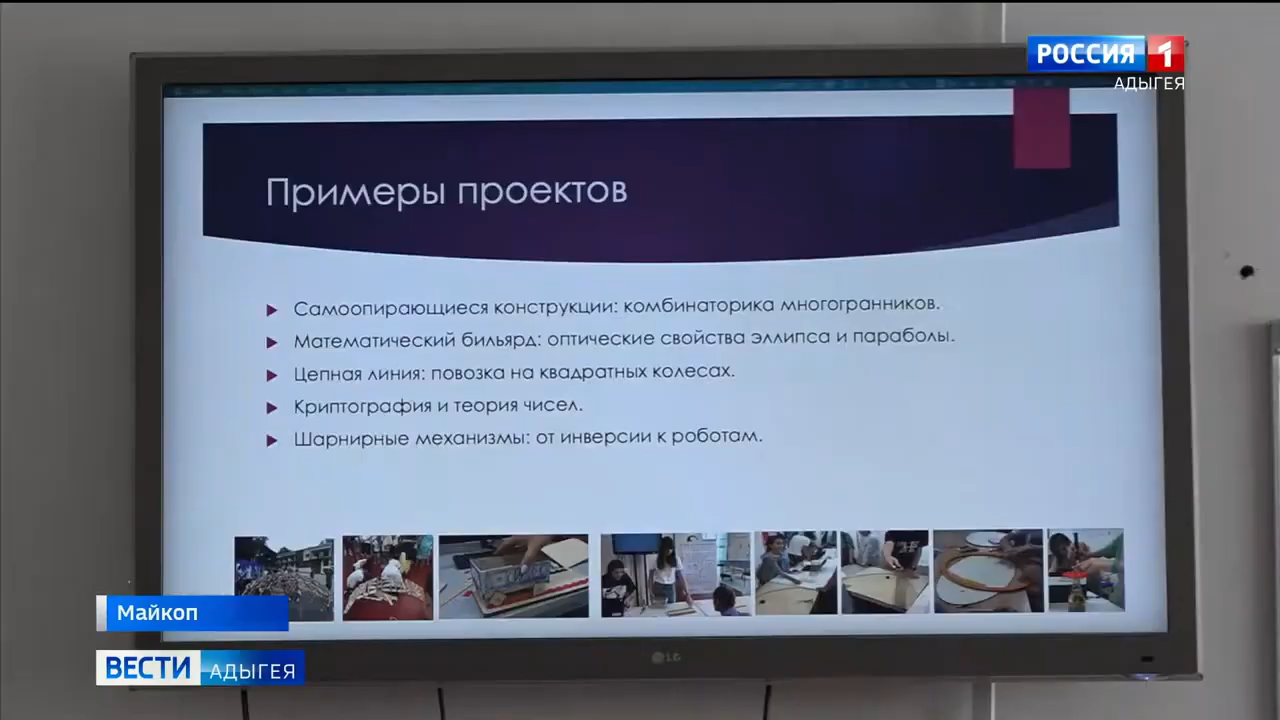 РОССИЯ 1
АДЫГЕЯ
Примеры проектов
Самоопирающиеся конструкции: комбинаторика многогранников.
Математический бильярд: оптические свойства эллипса и параболы.
Цепная линия: повозка на квадратных колесах.
Криптография и теория чисел.
Шарнирные механизмы: от инверсии к роботам.
Майкоп
ВЕСТИ АДЫГЕЯ
LG